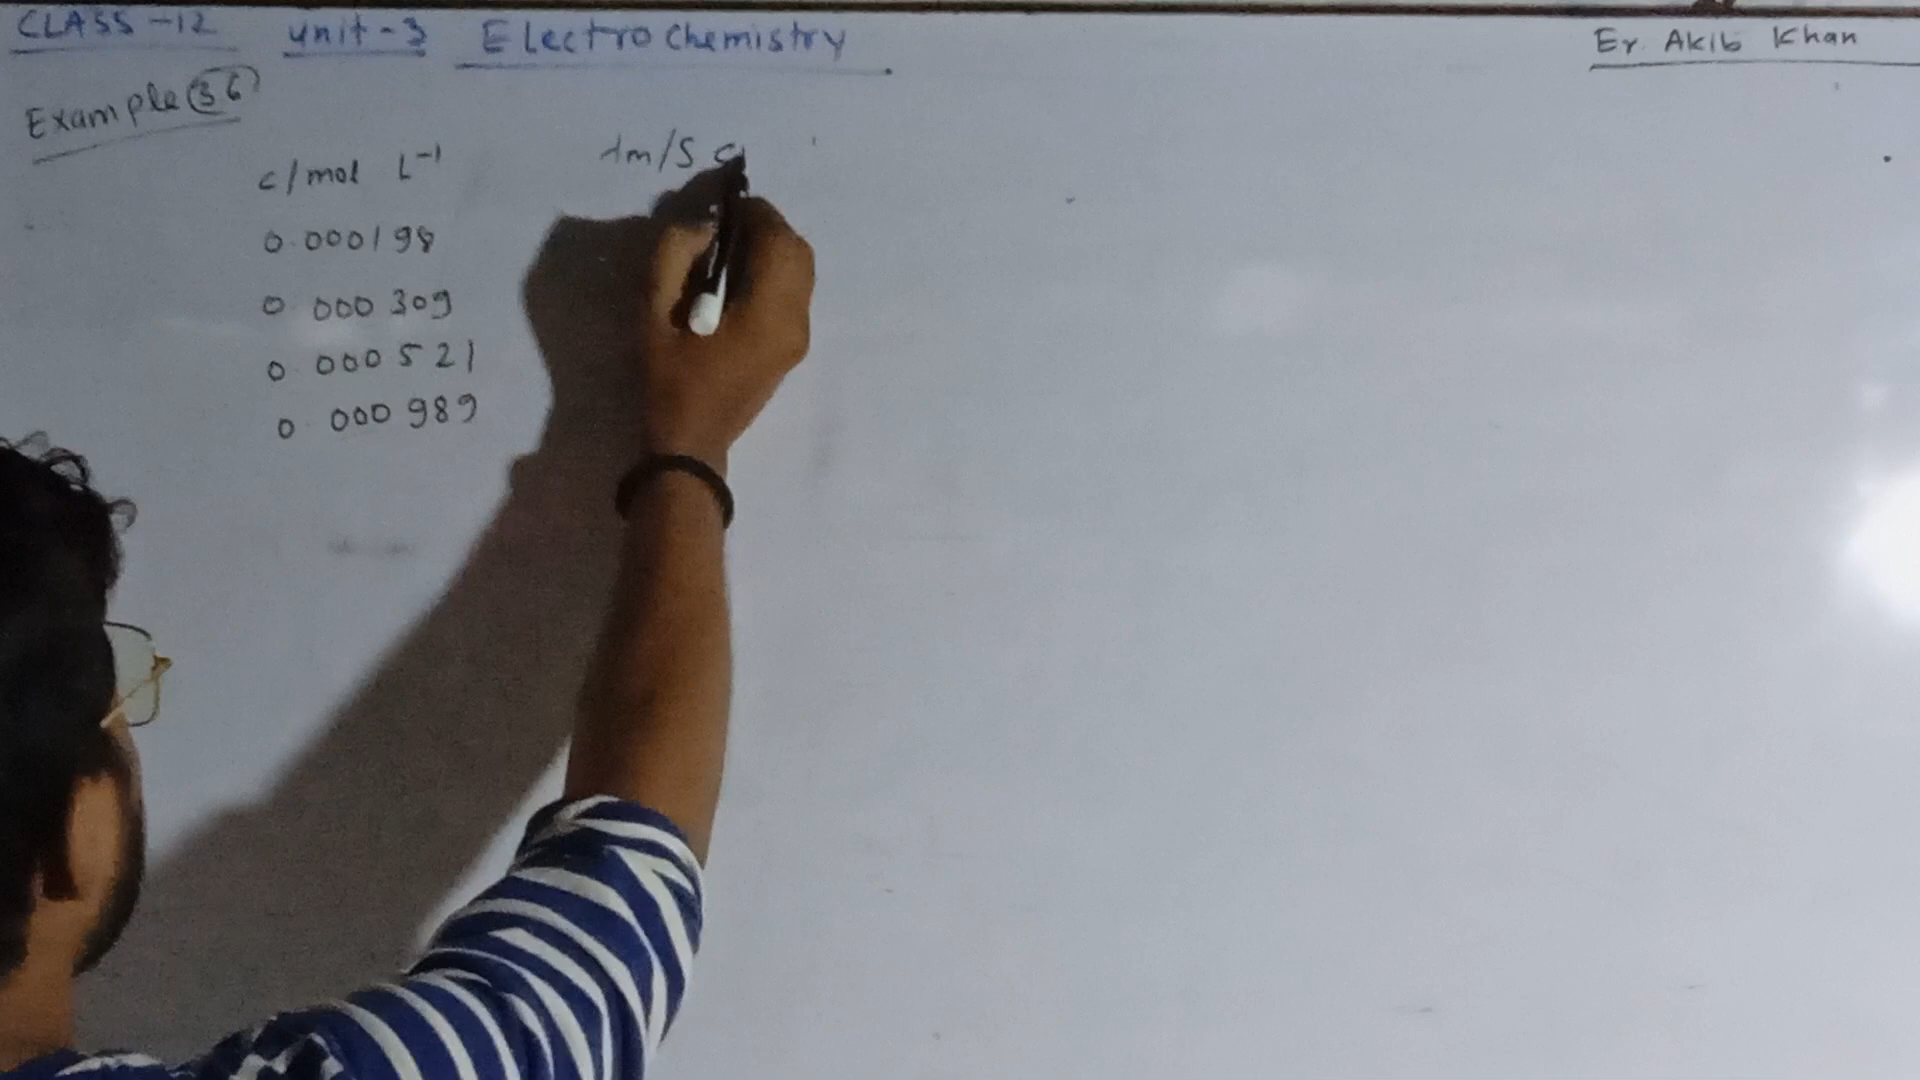 CLASS-12 Unit-3 Electrochemistry Er. Akib Khan
Example 36
c/mol L⁻¹ Λm/S c
0.000198
0.000309
0.000521
0.000989